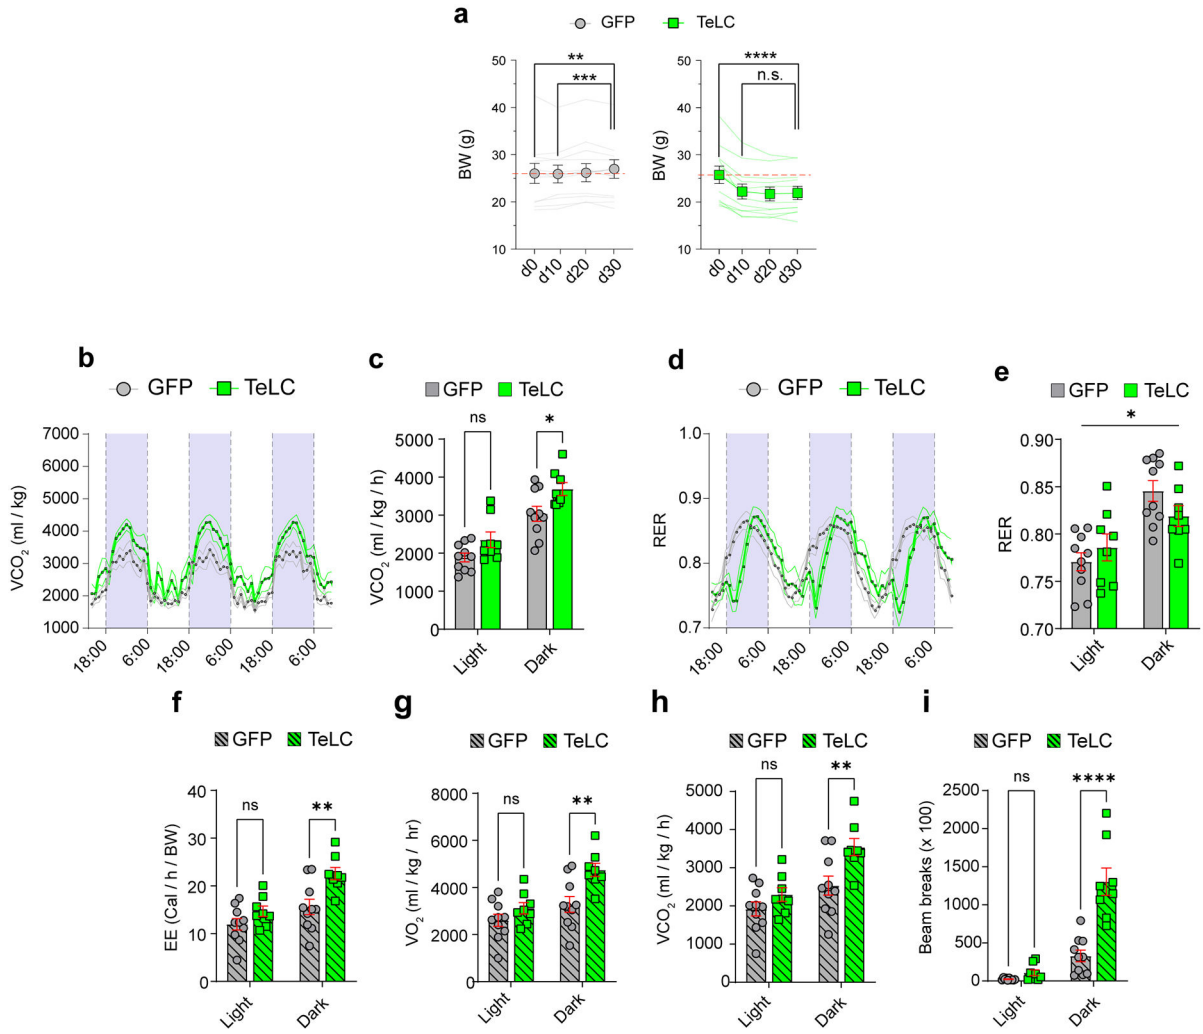 a
GFP TeLC
BW (g)
50
40
30
20
10
**
***
d0 d10 d20 d30
BW (g)
50
40
30
20
10
****
n.s.
d0 d10 d20 d30
b
GFP TeLC
VCO2 (ml / kg)
7000
6000
5000
4000
3000
2000
1000
18:00 6:00 18:00 6:00 18:00 6:00
c
GFP TeLC
VCO2 (ml / kg / h)
5000
4000
3000
2000
1000
0
ns *
Light Dark
d
GFP TeLC
RER
1.0
0.9
0.8
0.7
18:00 6:00 18:00 6:00 18:00 6:00
e
GFP TeLC
RER
0.90
0.85
0.80
0.75
0.70
*
Light Dark
f
GFP TeLC
EE (Cal / h / BW)
40
30
20
10
0
ns **
Light Dark
g
GFP TeLC
VO2 (ml / kg / hr)
8000
6000
4000
2000
0
ns **
Light Dark
h
GFP TeLC
VCO2 (ml / kg / h)
5000
4000
3000
2000
1000
0
ns **
Light Dark
i
GFP TeLC
Beam breaks (x 100)
2500
2000
1500
1000
500
0
ns ****
Light Dark